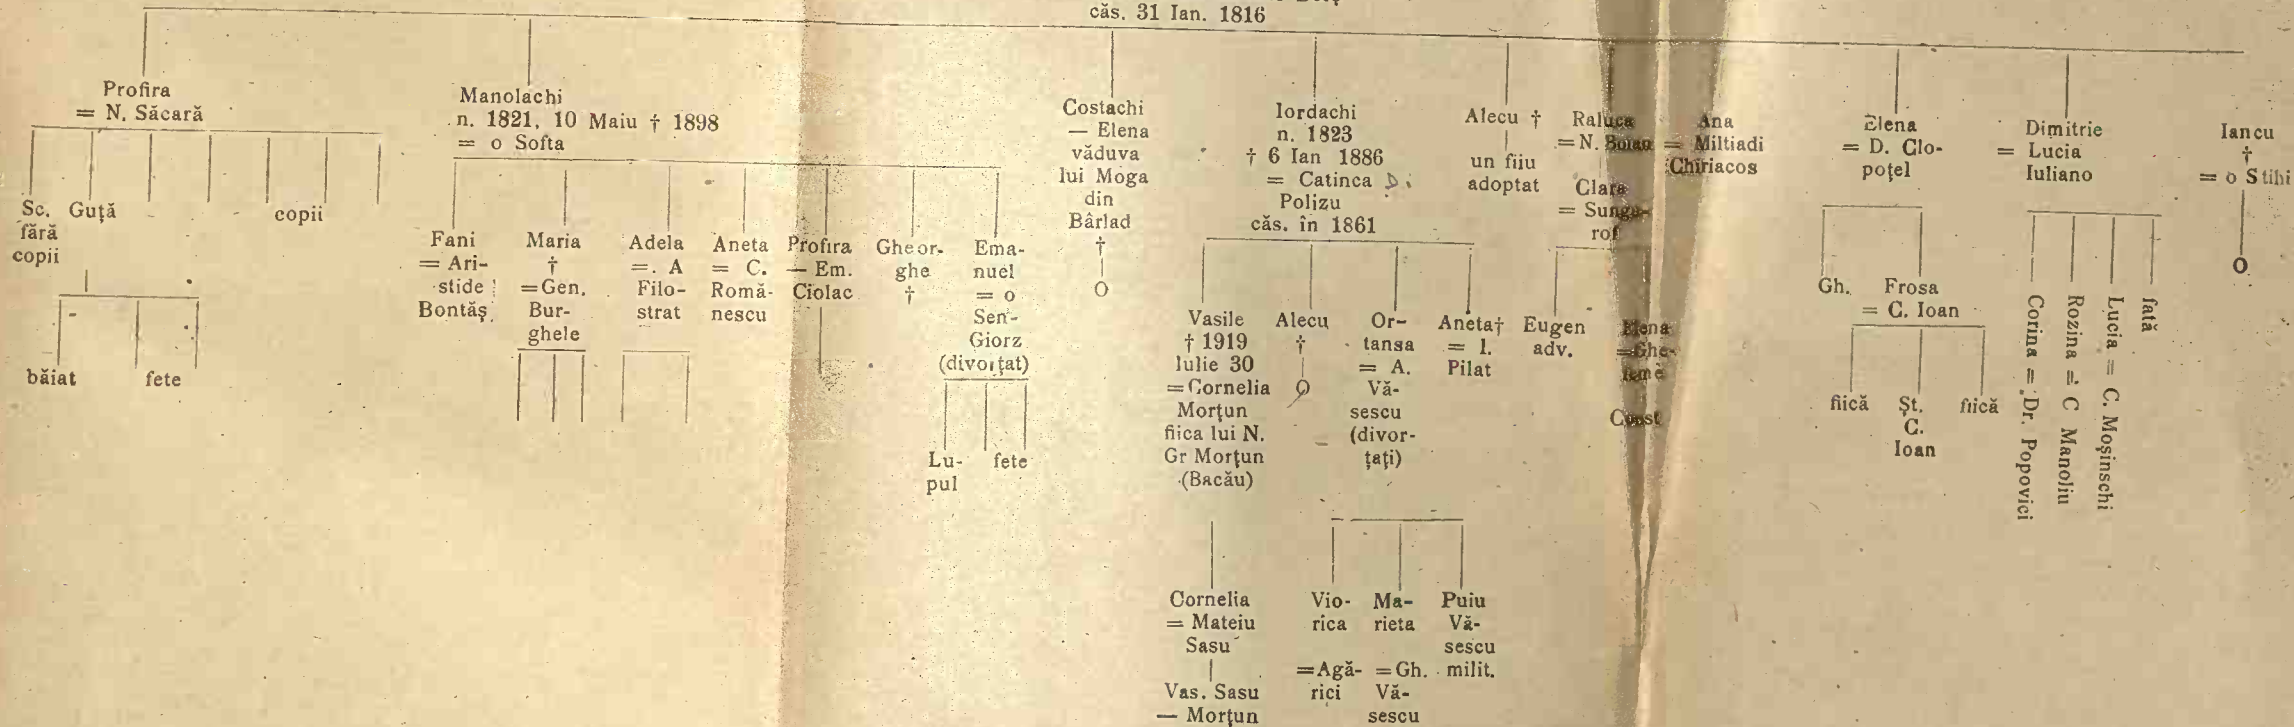 căs. 31 Ian. 1816
Profira
= N. Săcară
Sc.
fără
copii
Guță
copii
băiat
fete
Manolachi
n. 1821, 10 Maiu † 1898
= o Softa
Fani
= Ari-
stide
Bontăș
Maria
†
=Gen.
Bur-
ghele
Adela
=. A
Filo-
strat
Aneta
= C.
Româ-
nescu
Profira
— Em.
Ciolac
Gheor-
ghe
†
Ema-
nuel
= o
Sen-
Giorz
(divorțat)
Lu-
pul
fete
Costachi
— Elena
văduva
lui Moga
din
Bârlad
†
O
Iordachi
n. 1823
† 6 Ian 1886
= Catinca D.
Polizu
căs. în 1861
Vasile
† 1919
Iulie 30
=Cornelia
Morțun
fiica lui N.
Gr Morțun
(Bacău)
Cornelia
= Mateiu
Sasu
Vas. Sasu
— Morțun
Alecu
†
O
Or-
tansa
= A.
Vă-
sescu
(divor-
țați)
Vio-
rica
=Agă-
rici
Ma-
rieta
=Gh.
Vă-
sescu
Puiu
Vă-
sescu
milit.
Aneta†
= I.
Pilat
Alecu †
un fiiu
adoptat
Raluca
= N. Boian
Clara
= Sunga-
rof
Eugen
adv.
Elena
=Ghe-
Const
Ana
= Miltiadi
Chiriacos
Elena
= D. Clo-
poțel
Gh.
Frosa
= C. Ioan
fiică
Șt.
C.
Ioan
fiică
Dimitrie
= Lucia
Iuliano
Corina = Dr. Popovici
Rozina = C Manoliu
Lucia = C. Moșinschi
fată
Iancu
†
= o Stihi
O